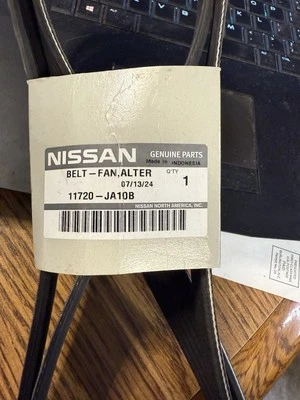 NISSAN
GENUINE PARTS
Made in INDONESIA
BELT-FAN,ALTER
Q'TY
07/13/24
1
11720-JA10B
NISSAN NORTH AMERICA, INC.